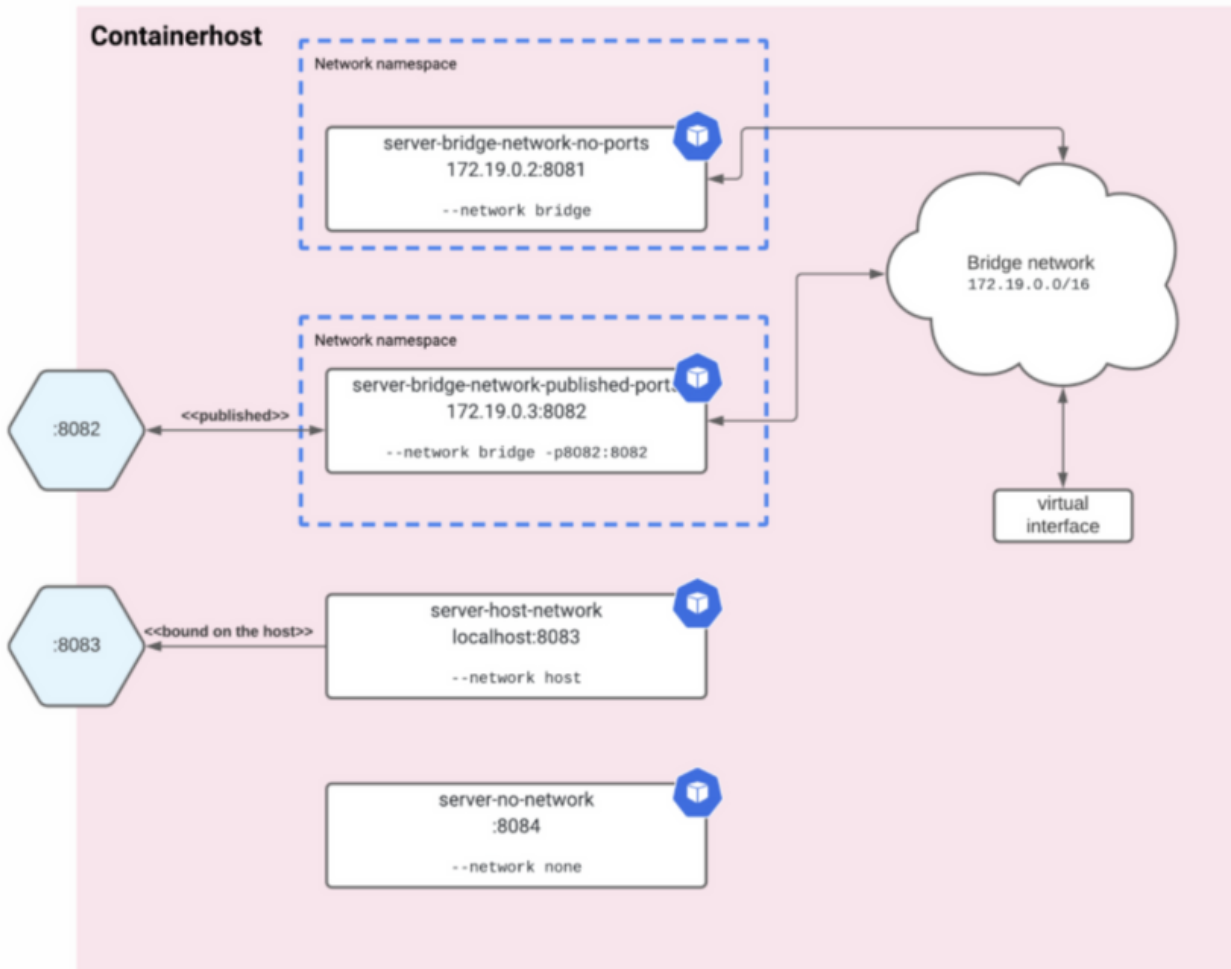 Containerhost
Network namespace
server-bridge-network-no-ports
172.19.0.2:8081
--network bridge
Bridge network
172.19.0.0/16
Network namespace
server-bridge-network-published-ports
172.19.0.3:8082
--network bridge -p8082:8082
:8082
<<published>>
virtual
interface
server-host-network
localhost:8083
--network host
:8083
<<bound on the host>>
server-no-network
:8084
--network none